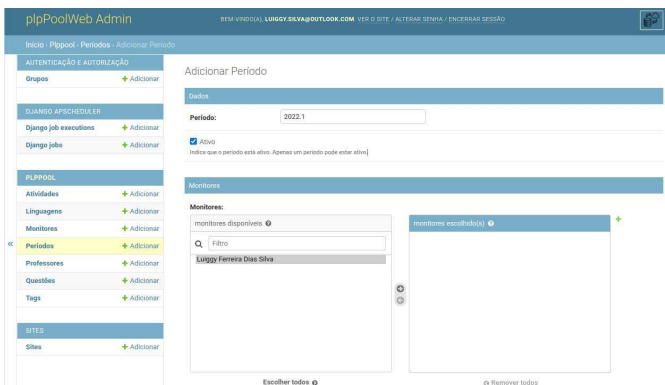 plpPoolWeb Admin
BEM-VINDO(A), LUIGGY.SILVA@OUTLOOK.COM. VER O SITE / ALTERAR SENHA / ENCERRAR SESSÃO
Início › Plppool › Períodos › Adicionar Período
AUTENTICAÇÃO E AUTORIZAÇÃO
Grupos + Adicionar
DJANGO APSCHEDULER
Django job executions + Adicionar
Django jobs + Adicionar
PLPPOOL
Atividades + Adicionar
Linguagens + Adicionar
Monitores + Adicionar
Períodos + Adicionar
Professores + Adicionar
Questões + Adicionar
Tags + Adicionar
SITES
Sites + Adicionar
«
Adicionar Período
Dados
Período: 2022.1
Ativo
Indica que o período está ativo. Apenas um período pode estar ativo.
Monitores
Monitores:
monitores disponíveis
Filtro
Luiggy Ferreira Dias Silva
Escolher todos
monitores escolhido(s)
Remover todos